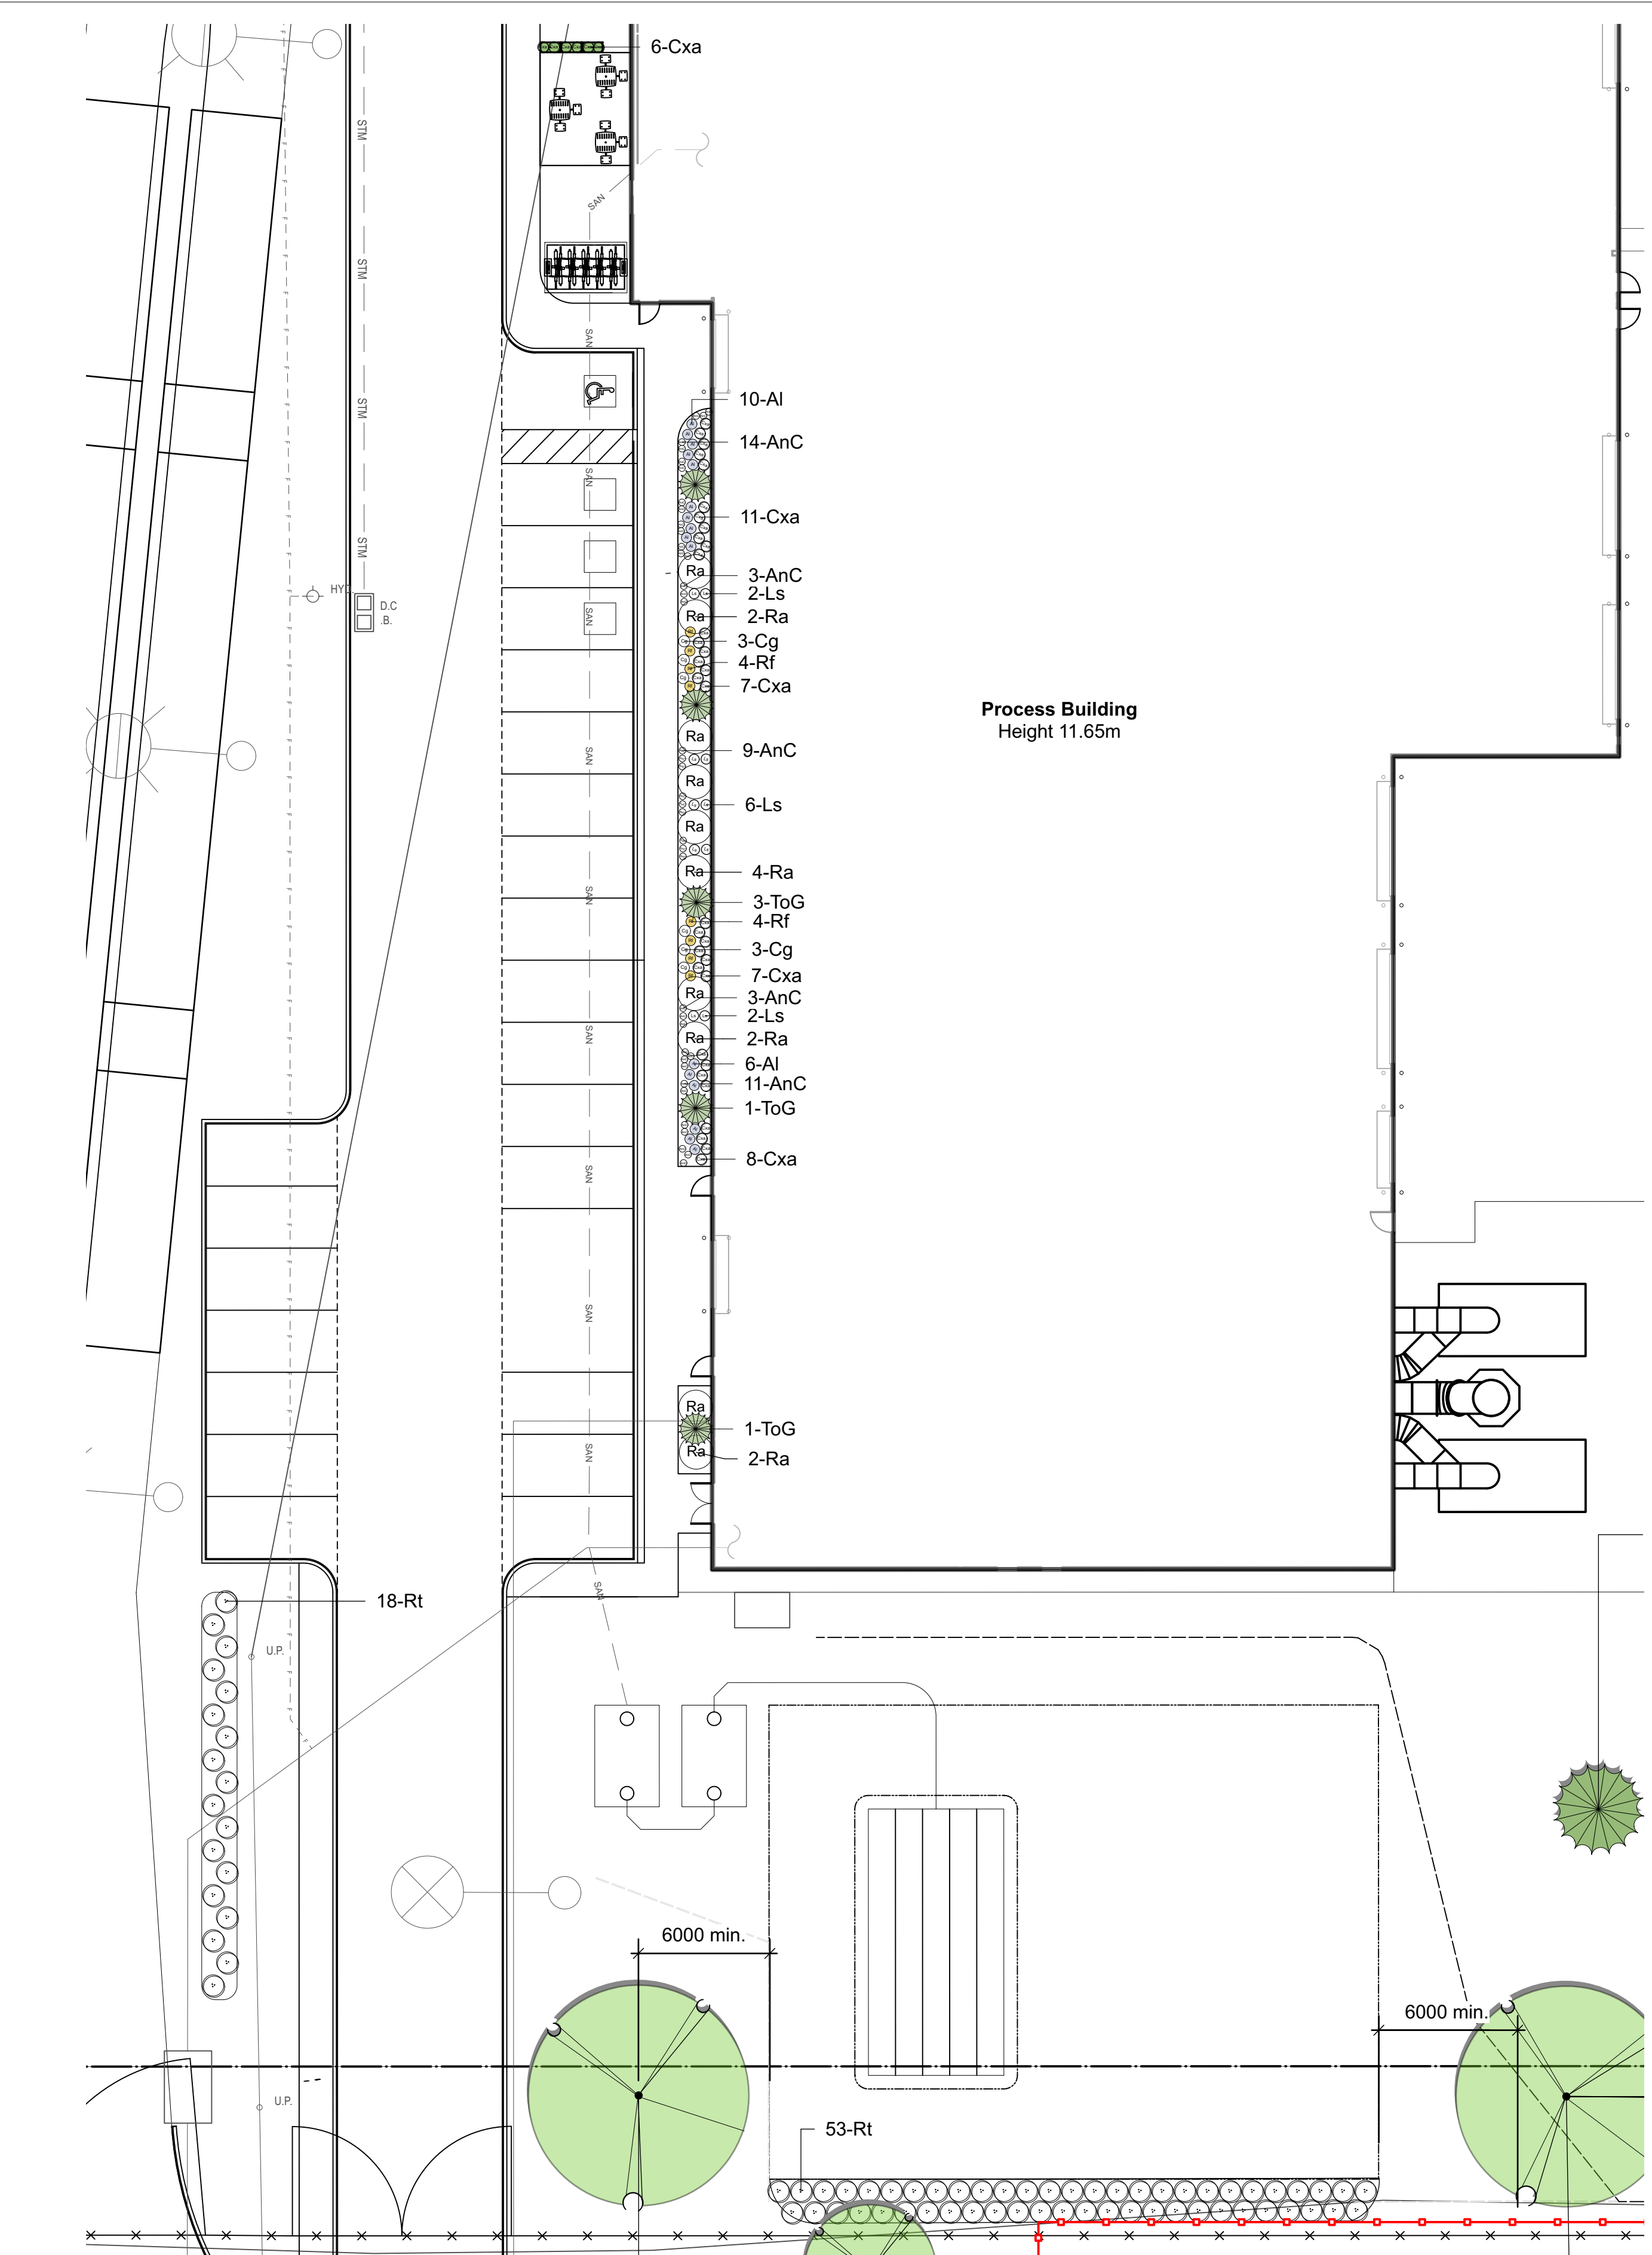 6-Cxa
STM
SAN
STM
SAN
10-Al
STM
14-AnC
SAN
11-Cxa
STM
Ra
3-AnC
HY
2-Ls
D.C
.B.
SAN
Ra
2-Ra
3-Cg
4-Rf
7-Cxa
Process Building
Height 11.65m
Ra
9-AnC
SAN
Ra
6-Ls
Ra
Ra
4-Ra
SAN
3-ToG
4-Rf
3-Cg
7-Cxa
Ra
3-AnC
2-Ls
SAN
Ra
2-Ra
6-Al
11-AnC
1-ToG
8-Cxa
SAN
SAN
Ra
1-ToG
SAN
Ra
2-Ra
SAN
18-Rt
U.P.
6000 min.
6000 min.
U.P.
53-Rt